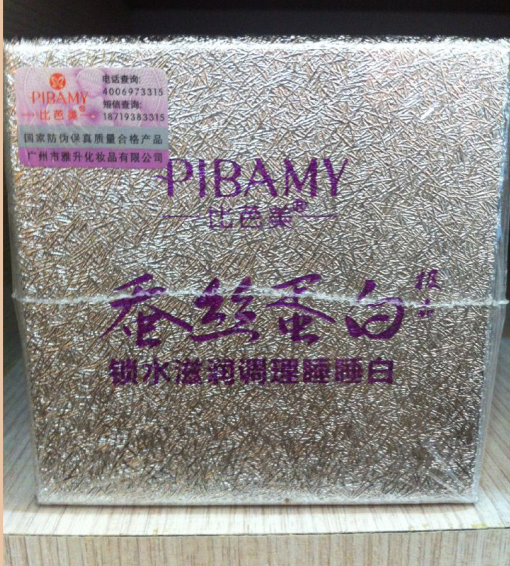 PIBAMY
比芭美®
电话查询:
4006973315
短信查询:
18719383315
国家防伪保真质量合格产品
广州市雅升化妆品有限公司
PIBAMY
比芭美®
蚕丝蛋白
锁水滋润调理睡睡白